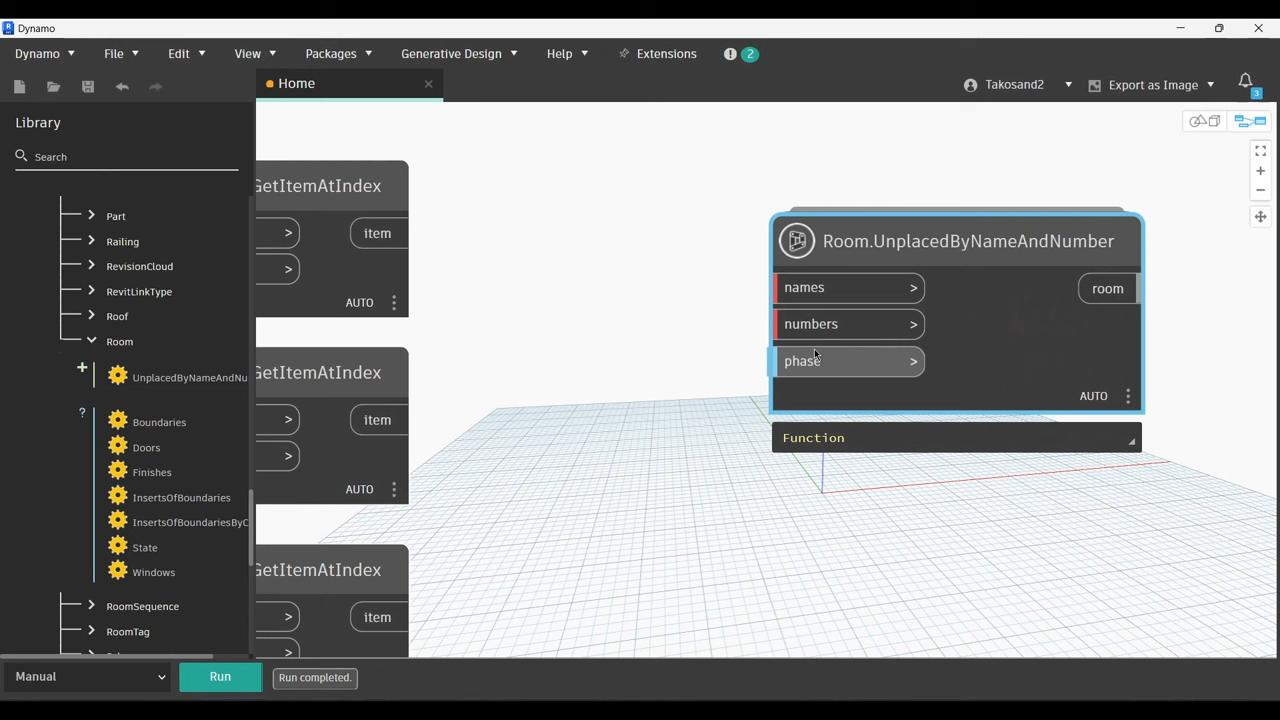 Dynamo
Dynamo File Edit View Packages Generative Design Help Extensions 2
Home Takosand2 Export as Image 3
Library
Search
Part
Railing
RevisionCloud
RevitLinkType
Roof
Room
UnplacedByNameAndNu
Boundaries
Doors
Finishes
InsertsOfBoundaries
InsertsOfBoundariesByC
State
Windows
RoomSequence
RoomTag
GetItemAtIndex
> item
>
AUTO
GetItemAtIndex
> item
>
AUTO
GetItemAtIndex
> item
>
Room.UnplacedByNameAndNumber
names > room
numbers >
phase >
AUTO
Function
Manual Run Run completed.